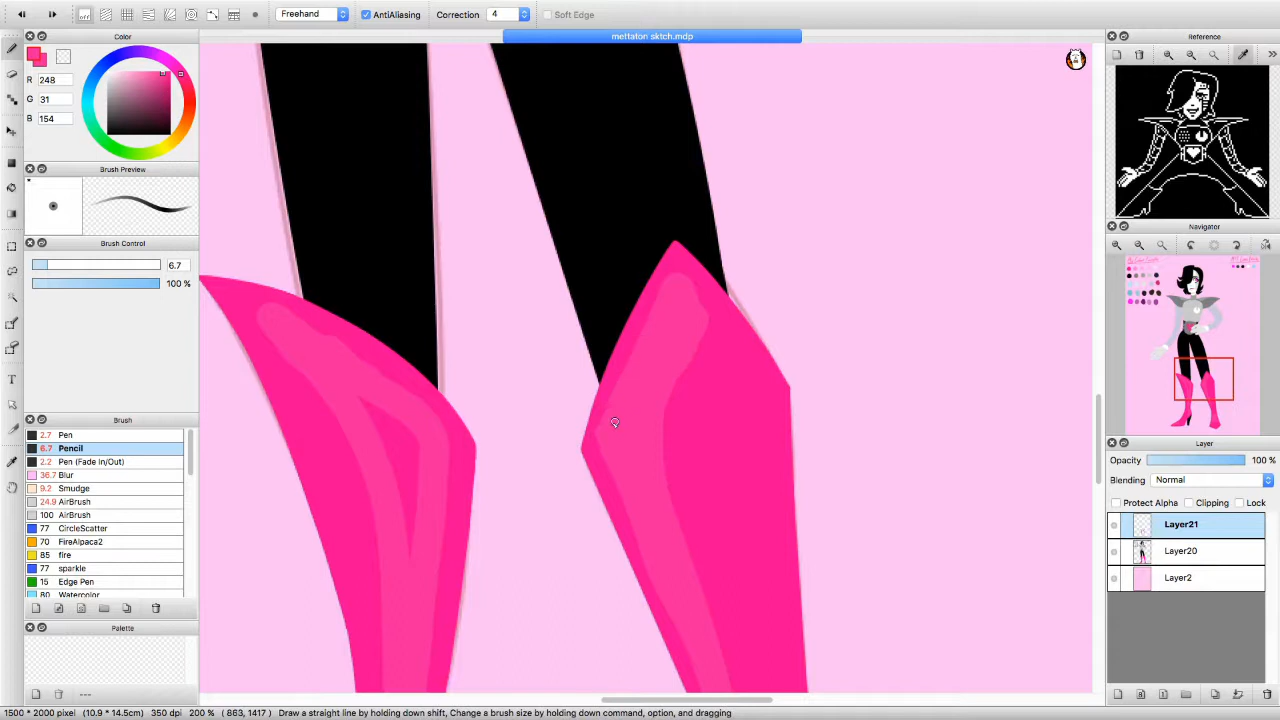 Freehand
AntiAliasing
Correction
4
Soft Edge
Color
mettaton sktch.mdp
Reference
R
248
G
31
B
154
Brush Preview
Navigator
Brush Control
6.7
100 %
Brush
Layer
2.7 Pen
Opacity
100 %
6.7 Pencil
2.2 Pen (Fade In/Out)
Blending
Normal
36.7 Blur
9.2 Smudge
Protect Alpha
Clipping
Lock
24.9 AirBrush
100 AirBrush
Layer21
77 CircleScatter
70 FireAlpaca2
Layer20
85 fire
77 sparkle
Layer2
15 Edge Pen
80 Watercolor
Palette
---
1500 * 2000 pixel (10.9 * 14.5cm) 350 dpi 200 % ( 863, 1417 ) Draw a straight line by holding down shift, Change a brush size by holding down command, option, and dragging